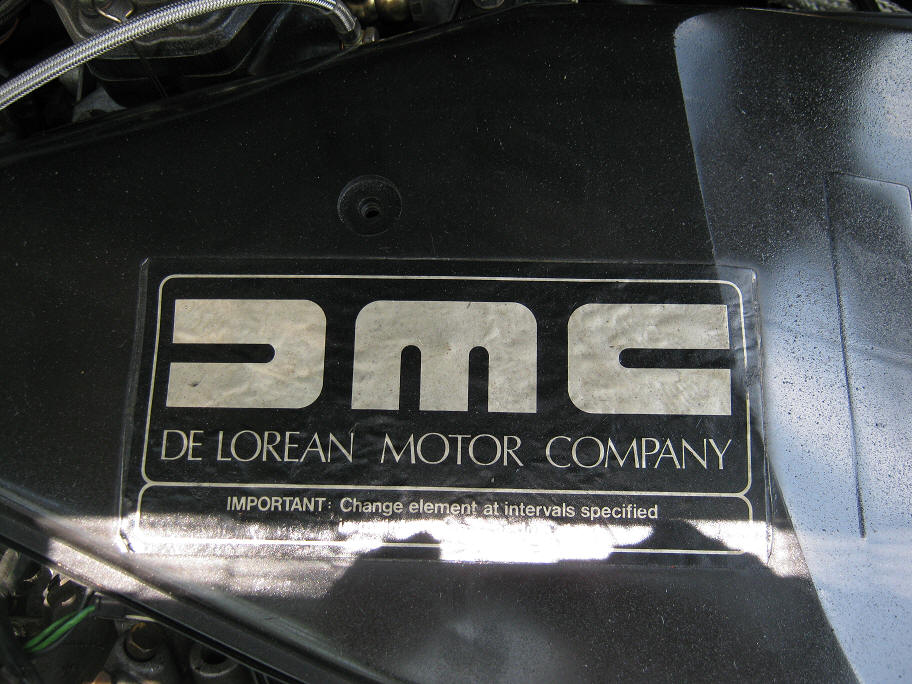 DMC
DE LOREAN MOTOR COMPANY
IMPORTANT: Change element at intervals specified